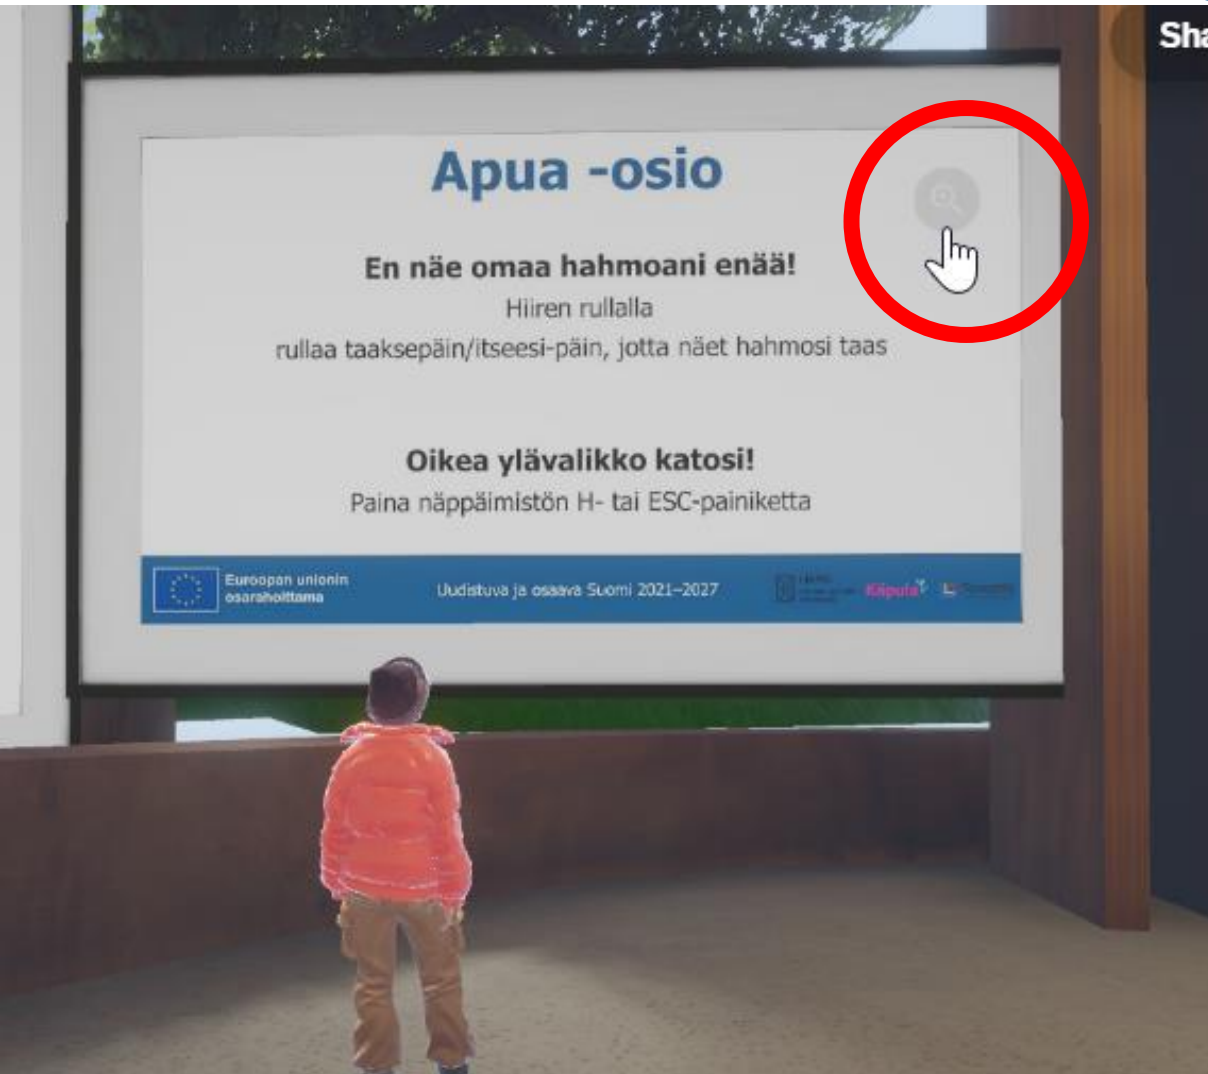 Sha
Apua -osio
En näe omaa hahmoani enää!
Hiiren rullalla
rullaa taaksepäin/itseesi-päin, jotta näet hahmosi taas
Oikea ylävalikko katosi!
Paina näppäimistön H- tai ESC-painiketta
Euroopan unionin
osarahoittama
Uudistuva ja osaava Suomi 2021–2027
Kiipula